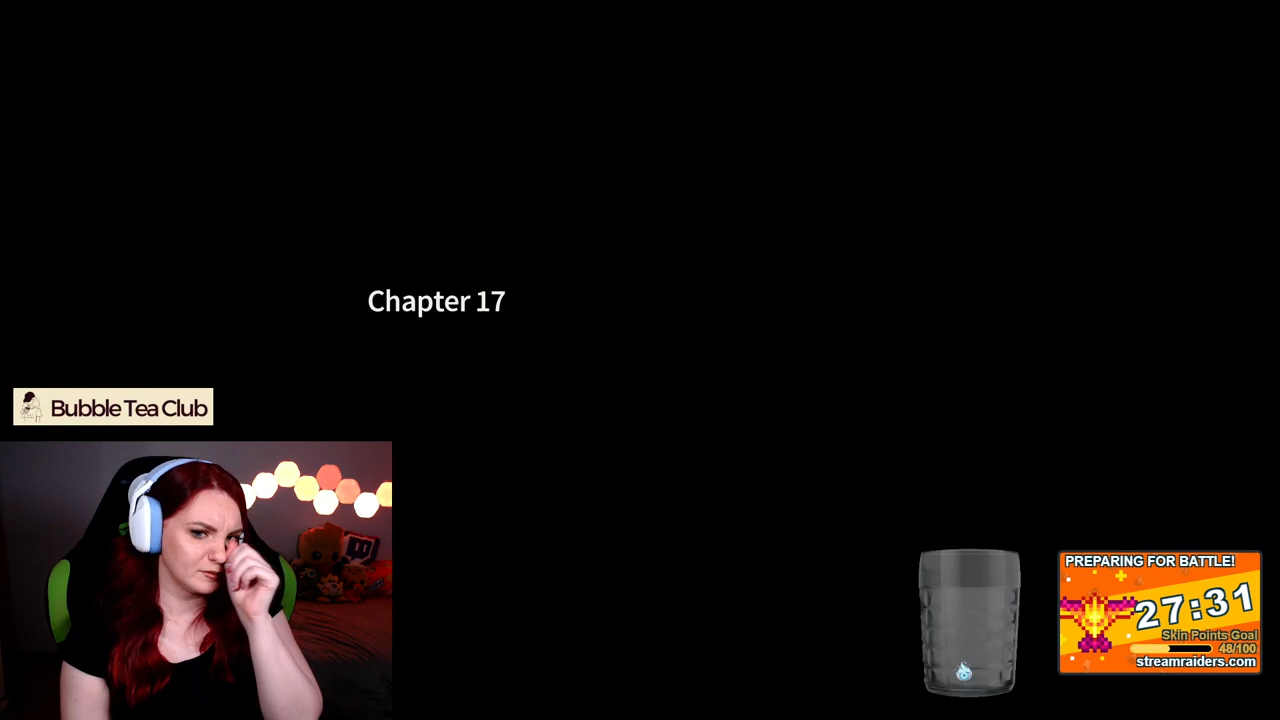 Chapter 17
Bubble Tea Club
PREPARING FOR BATTLE!
27:31
Skin Points Goal
48/100
streamraiders.com